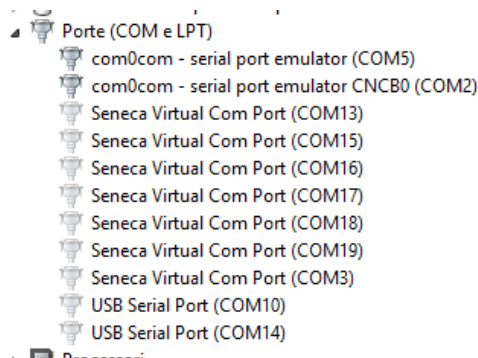 Porte (COM e LPT)
com0com - serial port emulator (COM5)
com0com - serial port emulator CNCB0 (COM2)
Seneca Virtual Com Port (COM13)
Seneca Virtual Com Port (COM15)
Seneca Virtual Com Port (COM16)
Seneca Virtual Com Port (COM17)
Seneca Virtual Com Port (COM18)
Seneca Virtual Com Port (COM19)
Seneca Virtual Com Port (COM3)
USB Serial Port (COM10)
USB Serial Port (COM14)